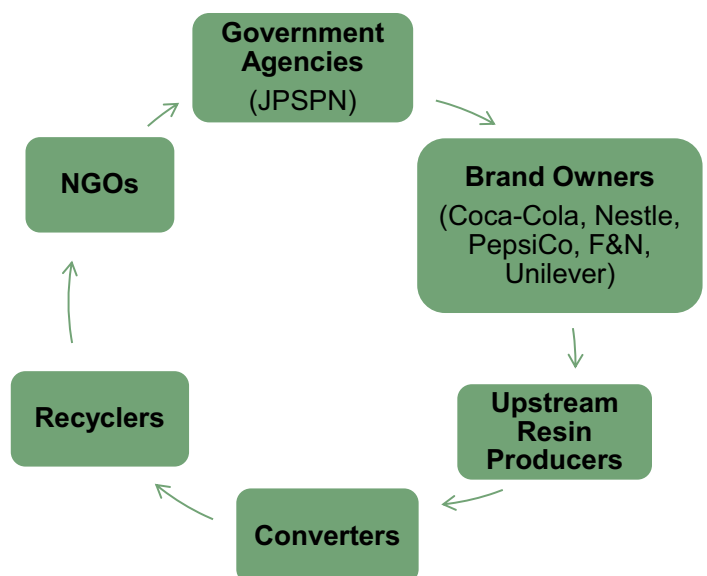 Government
Agencies
(JPSPN)
NGOs
Brand Owners
(Coca-Cola, Nestle,
PepsiCo, F&N,
Unilever)
Recyclers
Upstream
Resin
Producers
Converters